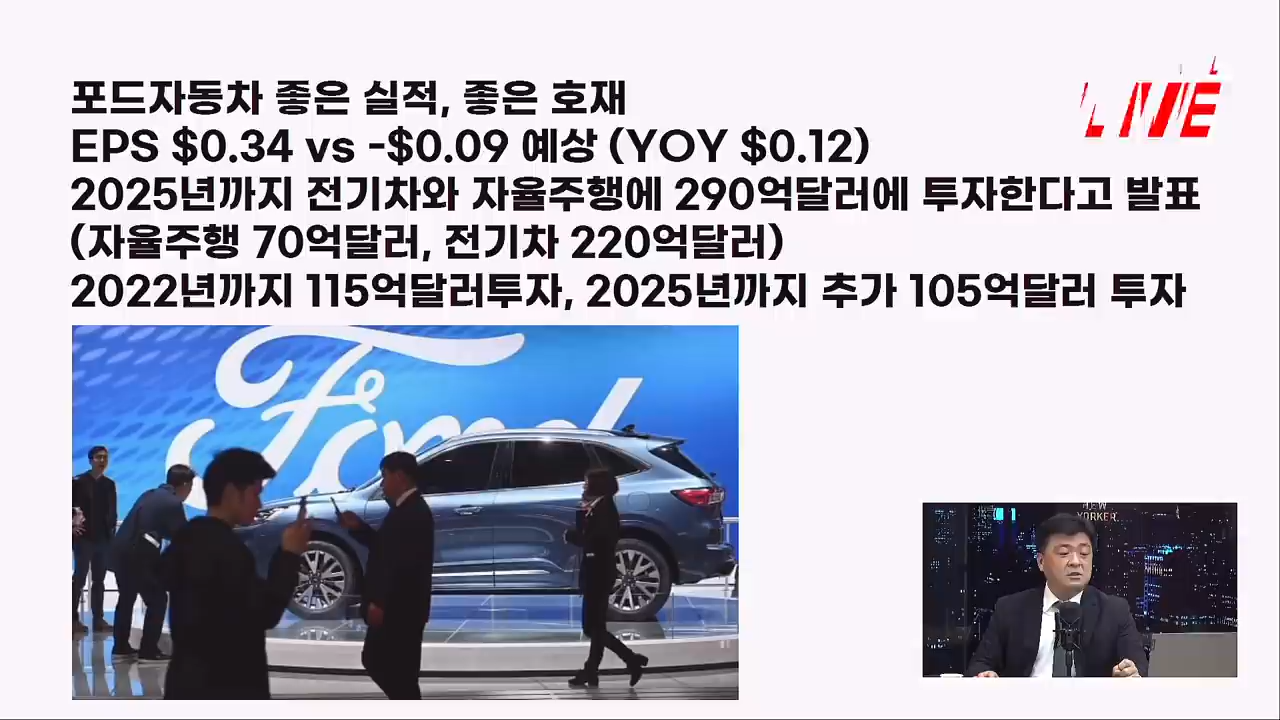 포드자동차 좋은 실적, 좋은 호재
EPS $0.34 vs -$0.09 예상 (YOY $0.12)
2025년까지 전기차와 자율주행에 290억달러에 투자한다고 발표
(자율주행 70억달러, 전기차 220억달러)
2022년까지 115억달러투자, 2025년까지 추가 105억달러 투자
LIVE
Ford
NEW
YORKER